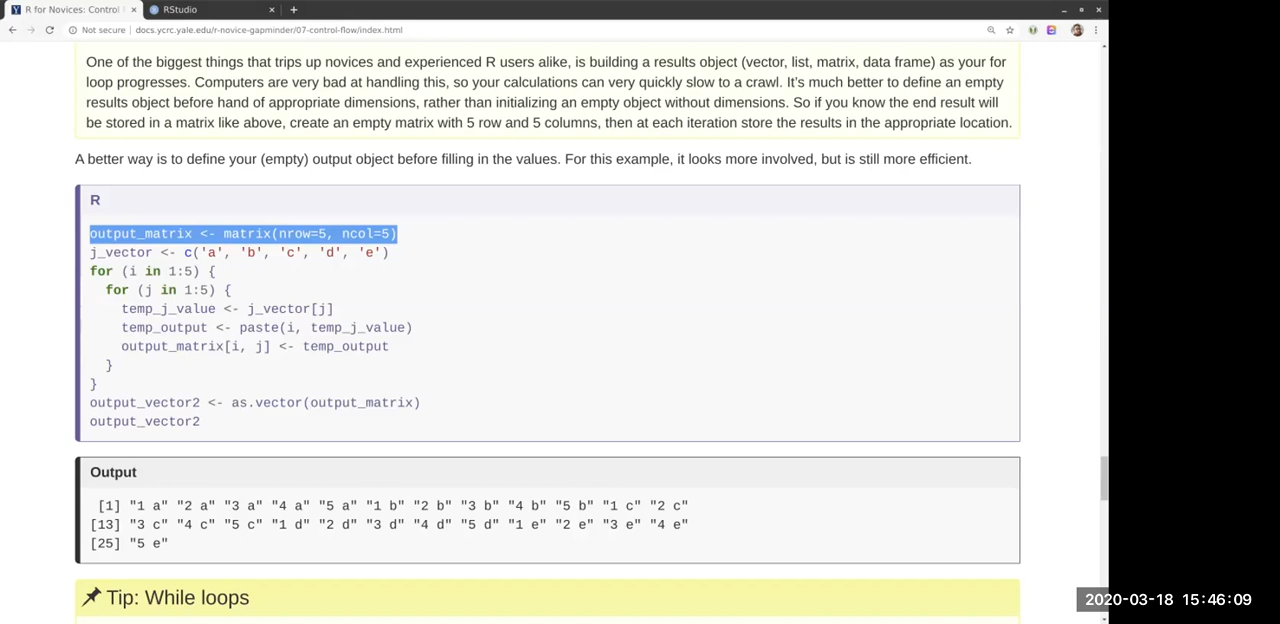 R for Novices: Control
RStudio
Not secure | docs.ycrc.yale.edu/r-novice-gapminder/07-control-flow/index.html
One of the biggest things that trips up novices and experienced R users alike, is building a results object (vector, list, matrix, data frame) as your for
loop progresses. Computers are very bad at handling this, so your calculations can very quickly slow to a crawl. It's much better to define an empty
results object before hand of appropriate dimensions, rather than initializing an empty object without dimensions. So if you know the end result will
be stored in a matrix like above, create an empty matrix with 5 row and 5 columns, then at each iteration store the results in the appropriate location.
A better way is to define your (empty) output object before filling in the values. For this example, it looks more involved, but is still more efficient.
R
output_matrix <- matrix(nrow=5, ncol=5)
j_vector <- c('a', 'b', 'c', 'd', 'e')
for (i in 1:5) {
  for (j in 1:5) {
    temp_j_value <- j_vector[j]
    temp_output <- paste(i, temp_j_value)
    output_matrix[i, j] <- temp_output
  }
}
output_vector2 <- as.vector(output_matrix)
output_vector2
Output
[1] "1 a" "2 a" "3 a" "4 a" "5 a" "1 b" "2 b" "3 b" "4 b" "5 b" "1 c" "2 c"
[13] "3 c" "4 c" "5 c" "1 d" "2 d" "3 d" "4 d" "5 d" "1 e" "2 e" "3 e" "4 e"
[25] "5 e"
Tip: While loops
2020-03-18 15:46:09